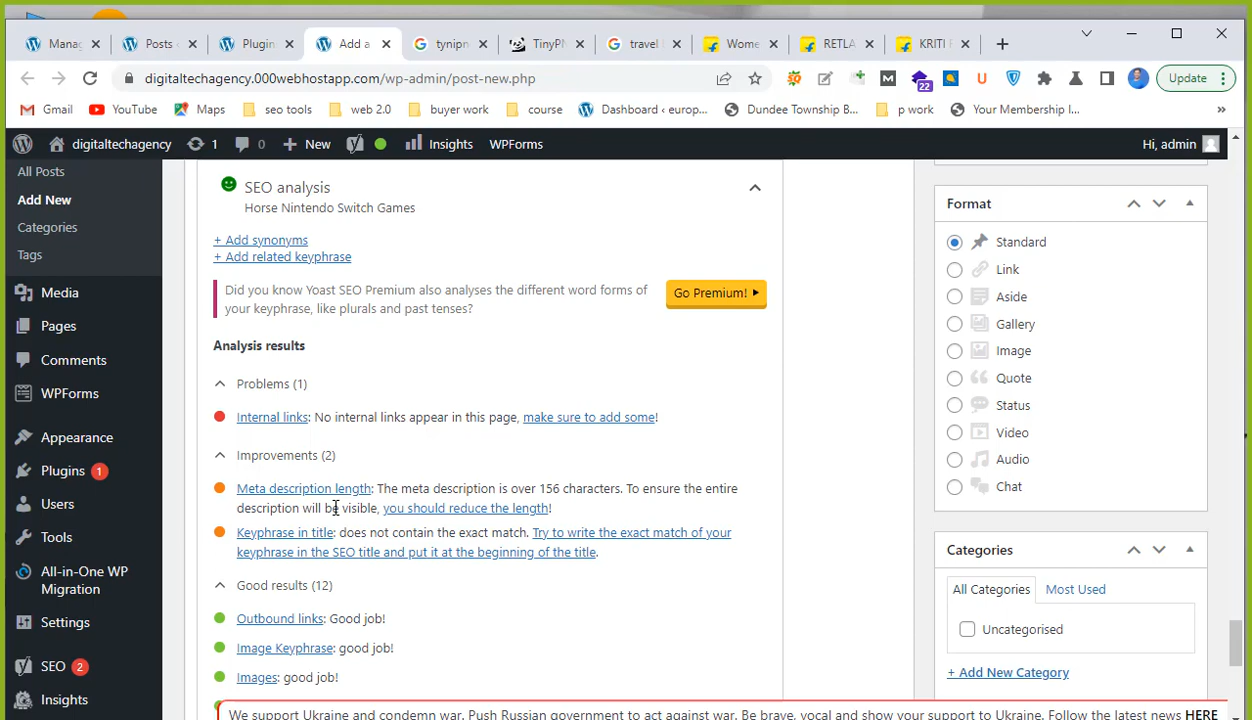 Manag
Posts
Plugin
Add a
tynipn
TinyPN
travel
Wome
RETLA
KRITI
digitaltechagency.000webhostapp.com/wp-admin/post-new.php
22
Update
Gmail
YouTube
Maps
seo tools
web 2.0
buyer work
course
Dashboard ‹ europ...
Dundee Township B...
p work
Your Membership I...
»
digitaltechagency
1
0
New
Insights
WPForms
Hi, admin
All Posts
Add New
Categories
Tags
Media
Pages
Comments
WPForms
Appearance
Plugins 1
Users
Tools
All-in-One WP
Migration
Settings
SEO 2
Insights
SEO analysis
Horse Nintendo Switch Games
+ Add synonyms
+ Add related keyphrase
Did you know Yoast SEO Premium also analyses the different word forms of
your keyphrase, like plurals and past tenses?
Go Premium!
Analysis results
Problems (1)
Internal links: No internal links appear in this page, make sure to add some!
Improvements (2)
Meta description length: The meta description is over 156 characters. To ensure the entire
description will be visible, you should reduce the length!
Keyphrase in title: does not contain the exact match. Try to write the exact match of your
keyphrase in the SEO title and put it at the beginning of the title.
Good results (12)
Outbound links: Good job!
Image Keyphrase: good job!
Images: good job!
Format
Standard
Link
Aside
Gallery
Image
Quote
Status
Video
Audio
Chat
Categories
All Categories
Most Used
Uncategorised
+ Add New Category
We support Ukraine and condemn war. Push Russian government to act against war. Be brave, vocal and show your support to Ukraine. Follow the latest news HERE